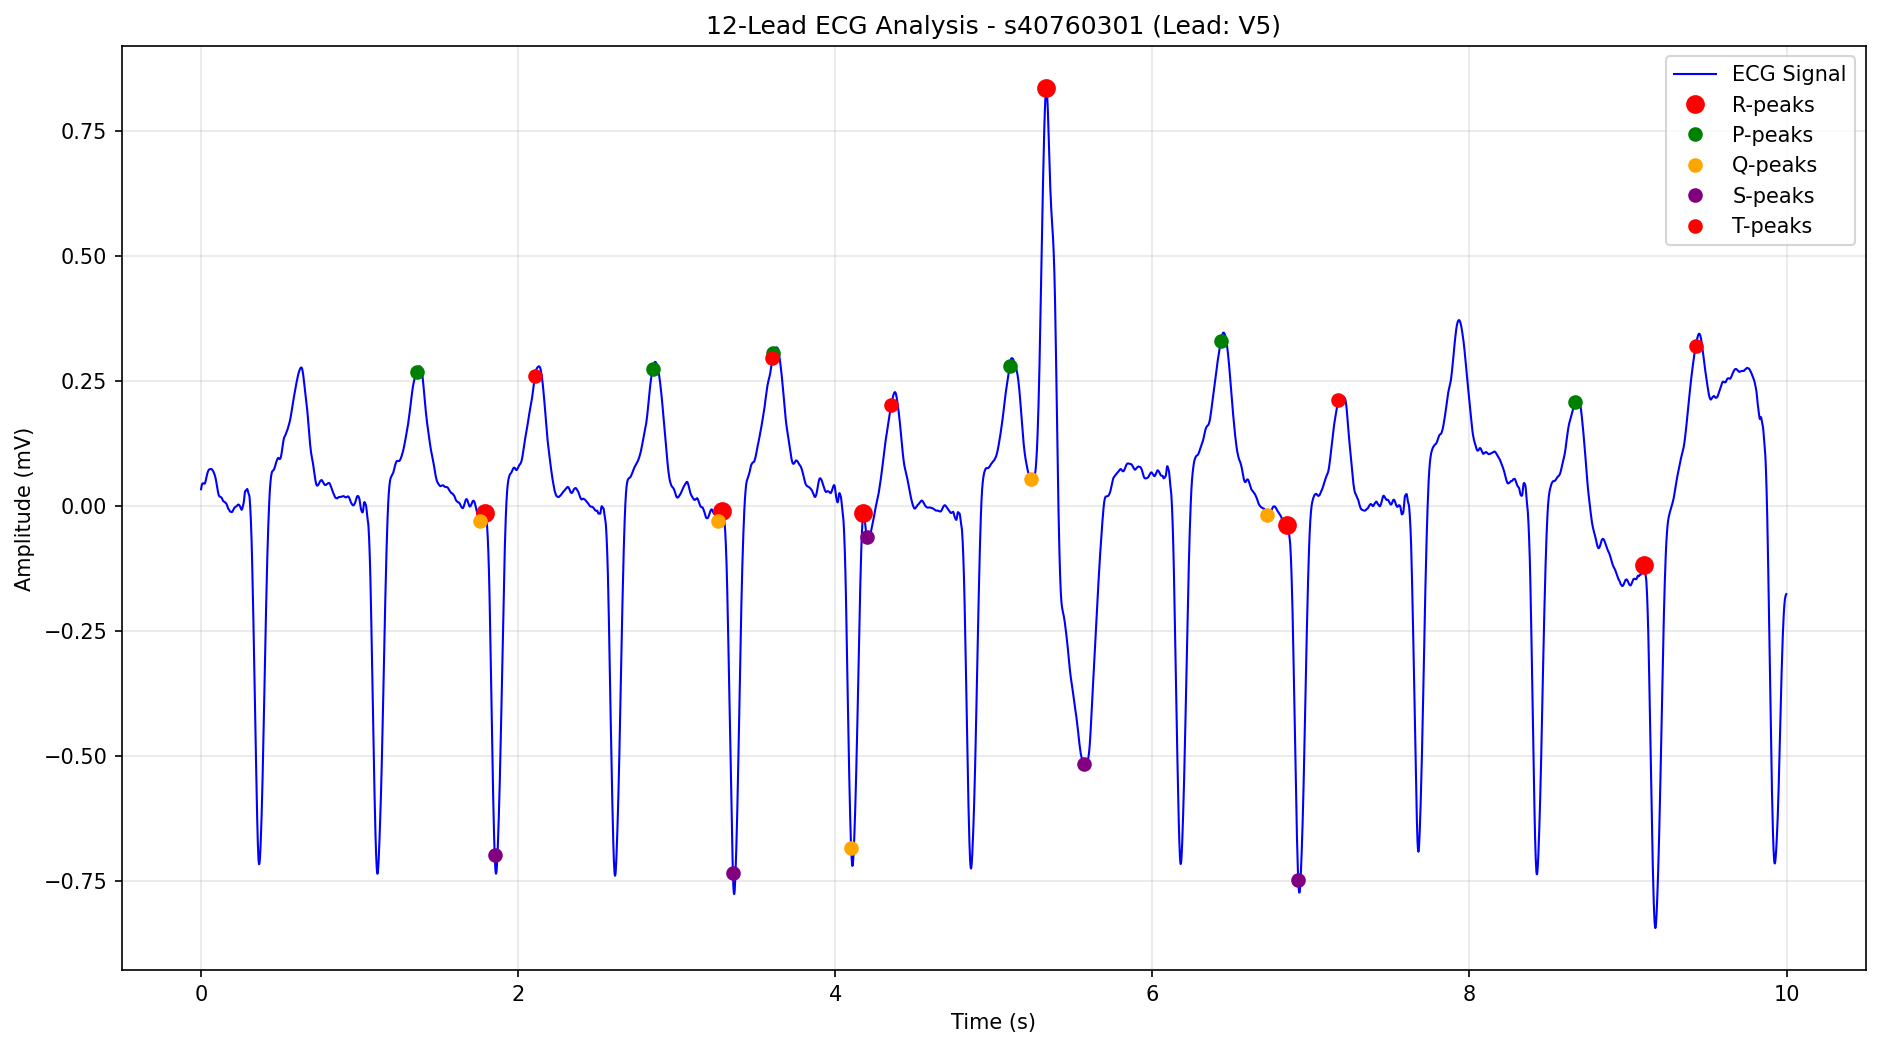 12-Lead ECG Analysis - s40760301 (Lead: V5)
ECG Signal
R-peaks
P-peaks
Q-peaks
S-peaks
T-peaks
Amplitude (mV)
0.75
0.50
0.25
0.00
−0.25
−0.50
−0.75
0 2 4 6 8 10
Time (s)